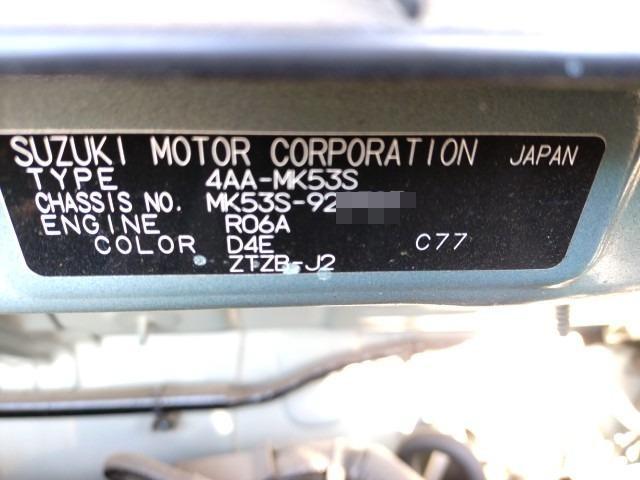 SUZUKI MOTOR CORPORATION JAPAN
TYPE 4AA-MK53S
CHASSIS NO. MK53S-92
ENGINE R06A
COLOR D4E C77
ZTZB-J2